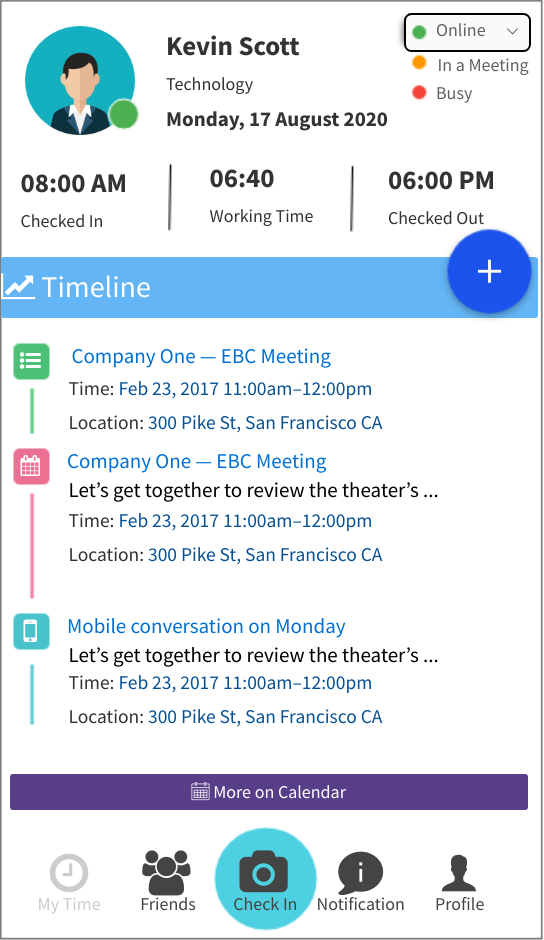 Kevin Scott
Technology
Monday, 17 August 2020
Online
In a Meeting
Busy
08:00 AM
Checked In
06:40
Working Time
06:00 PM
Checked Out
Timeline
Company One — EBC Meeting
Time: Feb 23, 2017 11:00am–12:00pm
Location: 300 Pike St, San Francisco CA
Company One — EBC Meeting
Let’s get together to review the theater’s ...
Time: Feb 23, 2017 11:00am–12:00pm
Location: 300 Pike St, San Francisco CA
Mobile conversation on Monday
Let’s get together to review the theater’s ...
Time: Feb 23, 2017 11:00am–12:00pm
Location: 300 Pike St, San Francisco CA
More on Calendar
My Time
Friends
Check In
Notification
Profile